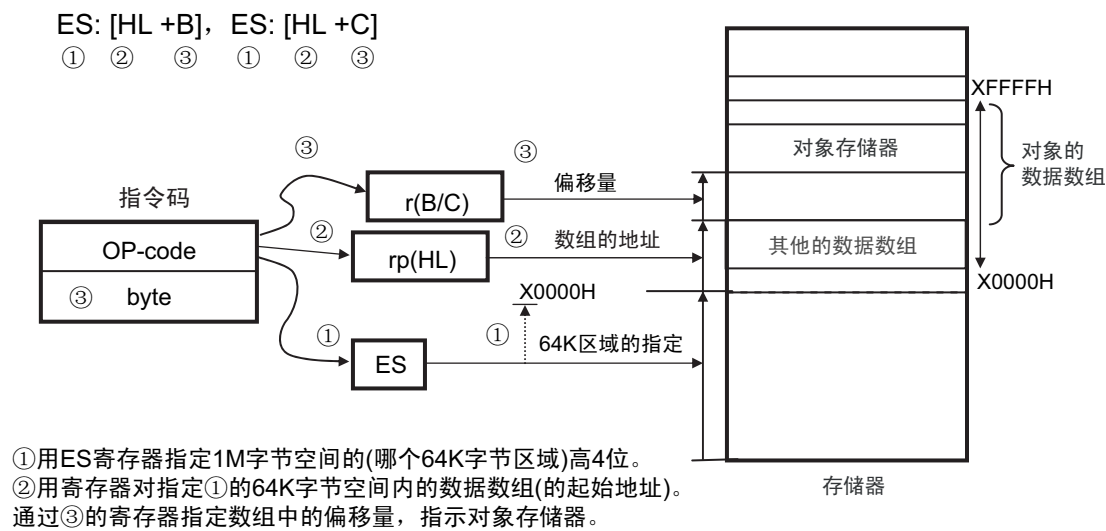 ES: [HL +B]，ES: [HL +C]
① ② ③ ① ② ③
XFFFFH
③
③
对象存储器
对象的
数据数组
指令码
r(B/C)
偏移量
OP-code
②
rp(HL)
②
数组的地址
其他的数据数组
③ byte
X0000H
X0000H
①
ES
①
64K区域的指定
①用ES寄存器指定1M字节空间的(哪个64K字节区域)高4位。
②用寄存器对指定①的64K字节空间内的数据数组(的起始地址)。
存储器
通过③的寄存器指定数组中的偏移量，指示对象存储器。